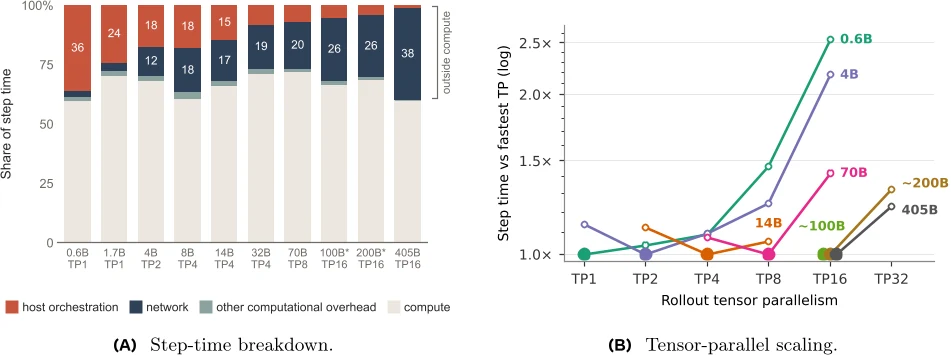 100%
75
50
25
0
Share of step time
36
24
18
12
18
18
15
17
19
20
26
26
38
outside compute
0.6B 1.7B 4B 8B 14B 32B 70B 100B* 200B* 405B
TP1 TP1 TP2 TP4 TP4 TP4 TP8 TP16 TP16 TP16
host orchestration network other computational overhead compute
(A) Step-time breakdown.
Step time vs fastest TP (log)
2.5×
2.0×
1.5×
1.0×
0.6B
4B
70B
~200B
405B
14B
~100B
TP1 TP2 TP4 TP8 TP16 TP32
Rollout tensor parallelism
(B) Tensor-parallel scaling.